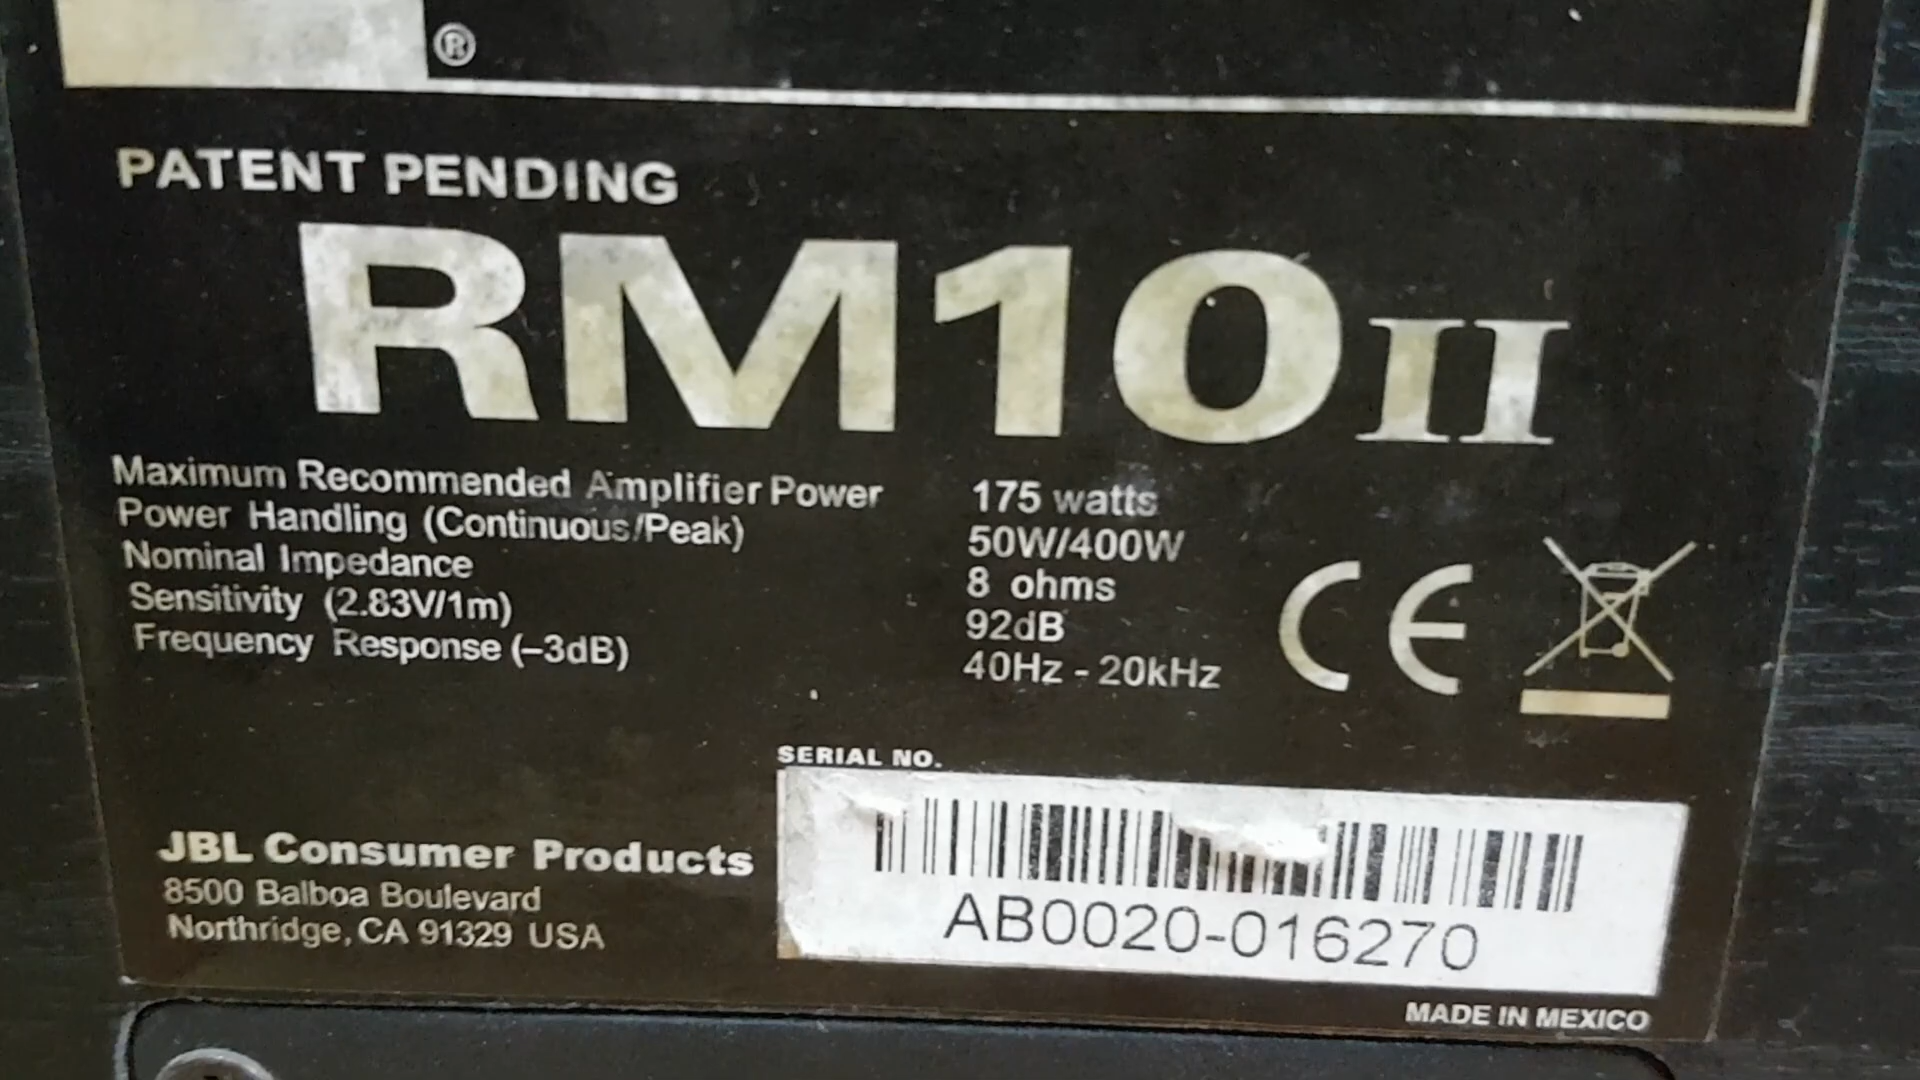 ®
PATENT PENDING
RM10II
Maximum Recommended Amplifier Power 175 watts
Power Handling (Continuous/Peak) 50W/400W
Nominal Impedance 8 ohms
Sensitivity (2.83V/1m) 92dB
Frequency Response (–3dB) 40Hz - 20kHz
CE
SERIAL NO.
JBL Consumer Products
8500 Balboa Boulevard
Northridge, CA 91329 USA
AB0020-016270
MADE IN MEXICO